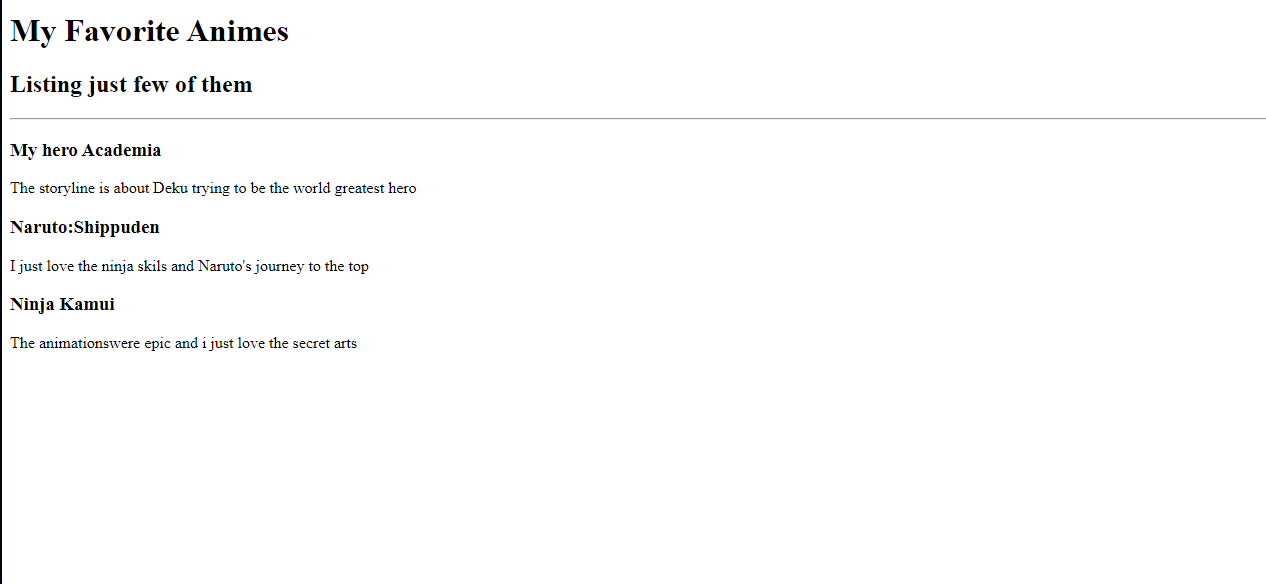 My Favorite Animes
Listing just few of them
My hero Academia
The storyline is about Deku trying to be the world greatest hero
Naruto:Shippuden
I just love the ninja skils and Naruto's journey to the top
Ninja Kamui
The animationswere epic and i just love the secret arts